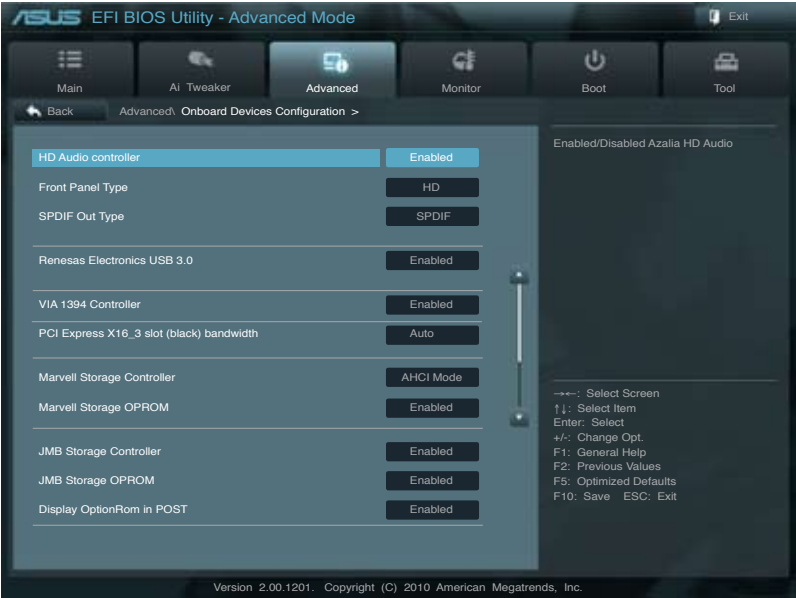 ASUS EFI BIOS Utility - Advanced Mode
Exit
Main
Ai Tweaker
Advanced
Monitor
Boot
Tool
Back
Advanced\ Onboard Devices Configuration >
HD Audio controller Enabled
Front Panel Type HD
SPDIF Out Type SPDIF
Renesas Electronics USB 3.0 Enabled
VIA 1394 Controller Enabled
PCI Express X16_3 slot (black) bandwidth Auto
Marvell Storage Controller AHCI Mode
Marvell Storage OPROM Enabled
JMB Storage Controller Enabled
JMB Storage OPROM Enabled
Display OptionRom in POST Enabled
Enabled/Disabled Azalia HD Audio
→←: Select Screen
↑↓: Select Item
Enter: Select
+/-: Change Opt.
F1: General Help
F2: Previous Values
F5: Optimized Defaults
F10: Save ESC: Exit
Version 2.00.1201. Copyright (C) 2010 American Megatrends, Inc.